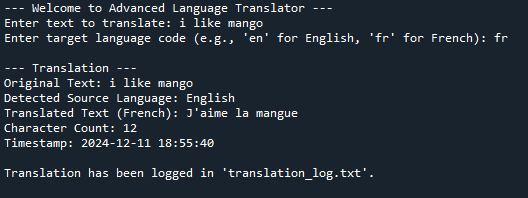 --- Welcome to Advanced Language Translator ---
Enter text to translate: i like mango
Enter target language code (e.g., 'en' for English, 'fr' for French): fr
--- Translation ---
Original Text: i like mango
Detected Source Language: English
Translated Text (French): J'aime la mangue
Character Count: 12
Timestamp: 2024-12-11 18:55:40
Translation has been logged in 'translation_log.txt'.